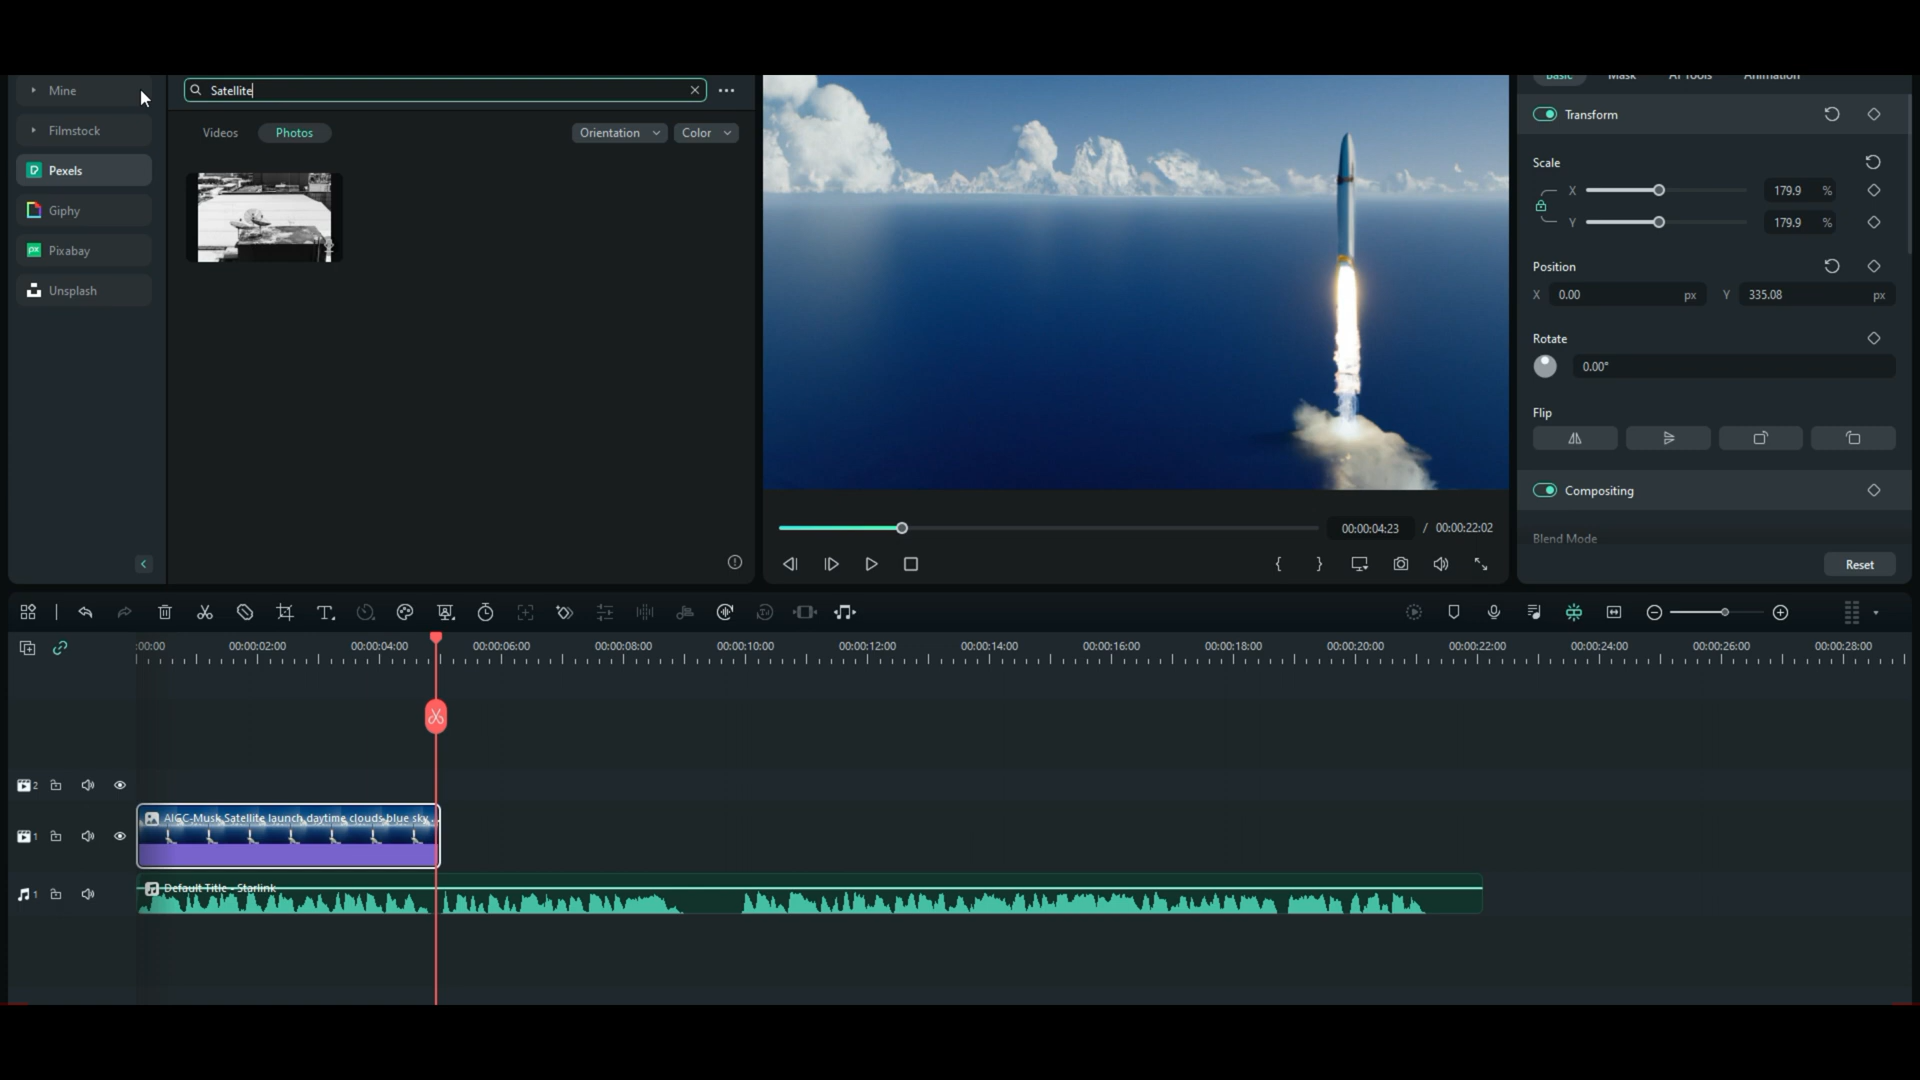 Mine
Filmstock
Pexels
Giphy
Pixabay
Unsplash
Satellite
Videos
Photos
Orientation
Color
00:00:04:23 / 00:00:22:02
Basic Mask AI Tools Animation
Transform
Scale
X 179.9 %
Y 179.9 %
Position
X 0.00 px Y 335.08 px
Rotate
0.00°
Flip
Compositing
Blend Mode
Reset
:00:00 00:00:02:00 00:00:04:00 00:00:06:00 00:00:08:00 00:00:10:00 00:00:12:00 00:00:14:00 00:00:16:00 00:00:18:00 00:00:20:00 00:00:22:00 00:00:24:00 00:00:26:00 00:00:28:00
2
1 AIGC-Musk Satellite launch daytime clouds blue sky ..
1 Default Title - Starlink